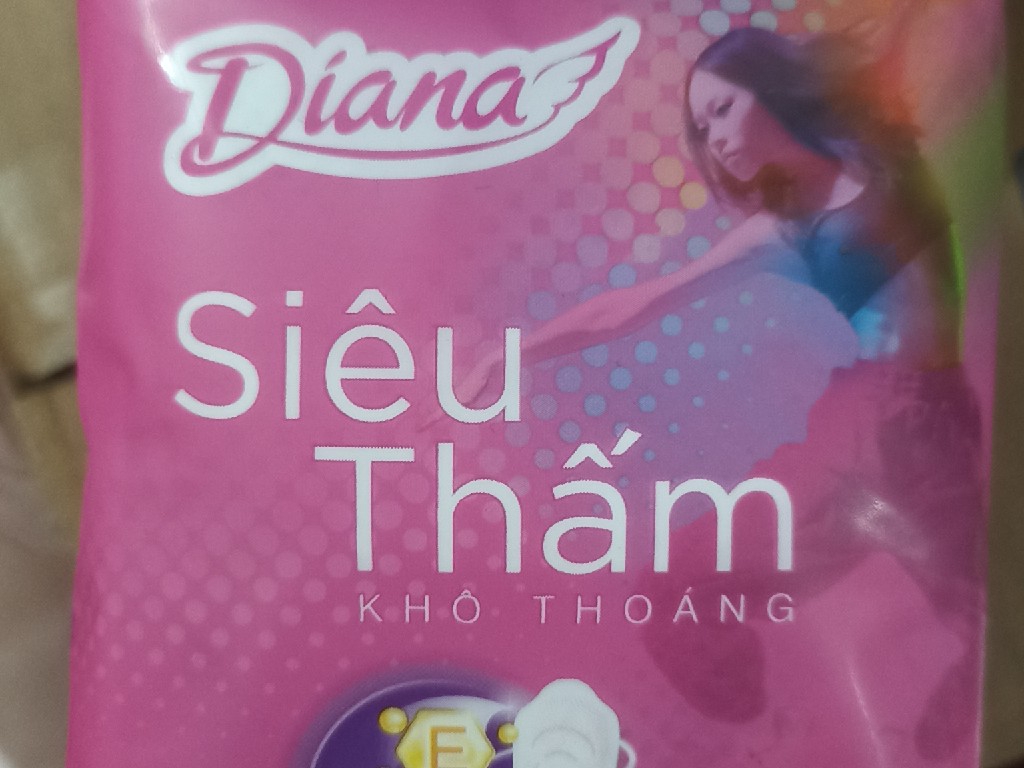 Diana
Siêu
Thấm
KHÔ THOÁNG
E